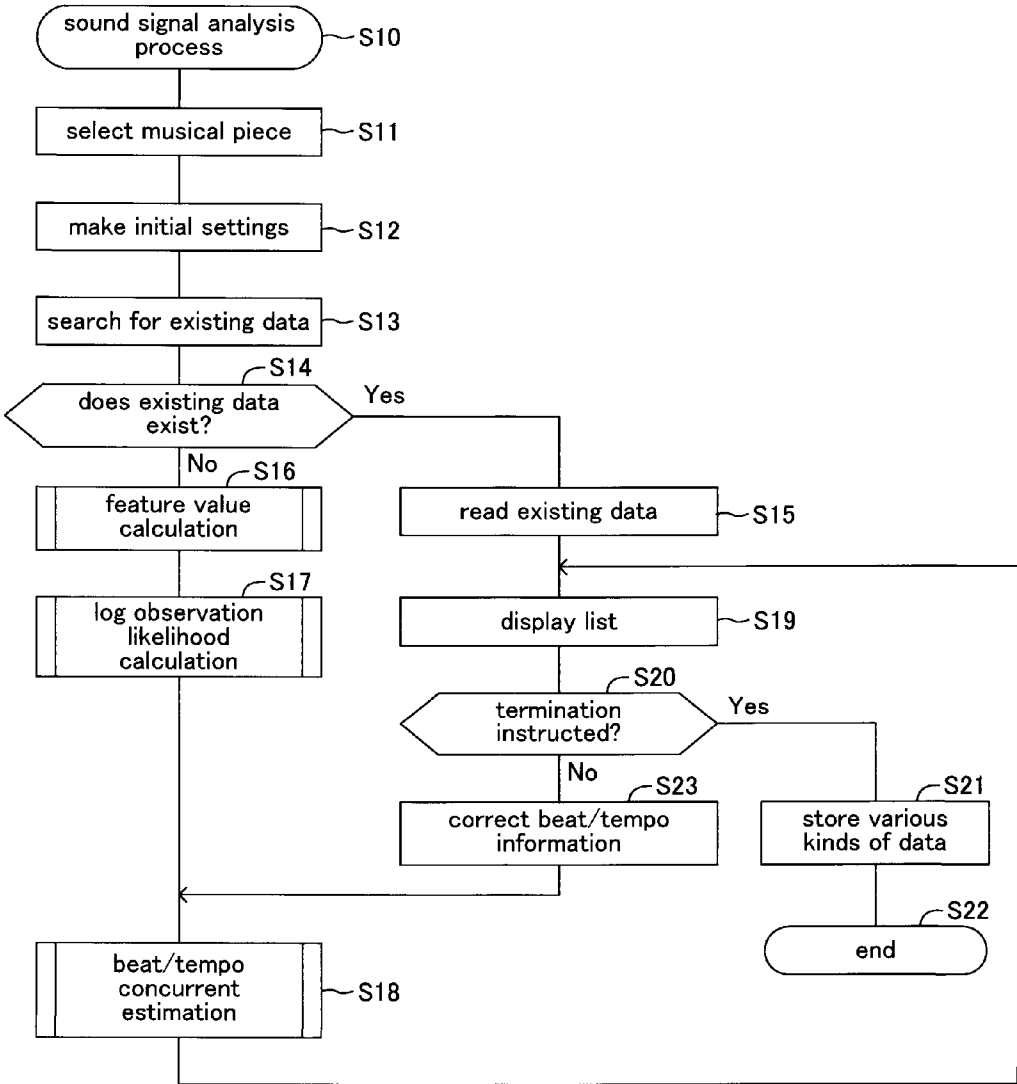 sound signal analysis
process
S10
select musical piece
S11
make initial settings
S12
search for existing data
S13
S14
does existing data
exist?
Yes
No
S16
feature value
calculation
read existing data
S15
S17
log observation
likelihood
calculation
display list
S19
S20
termination
instructed?
Yes
No
S23
correct beat/tempo
information
S21
store various
kinds of data
S22
end
beat/tempo
concurrent
estimation
S18